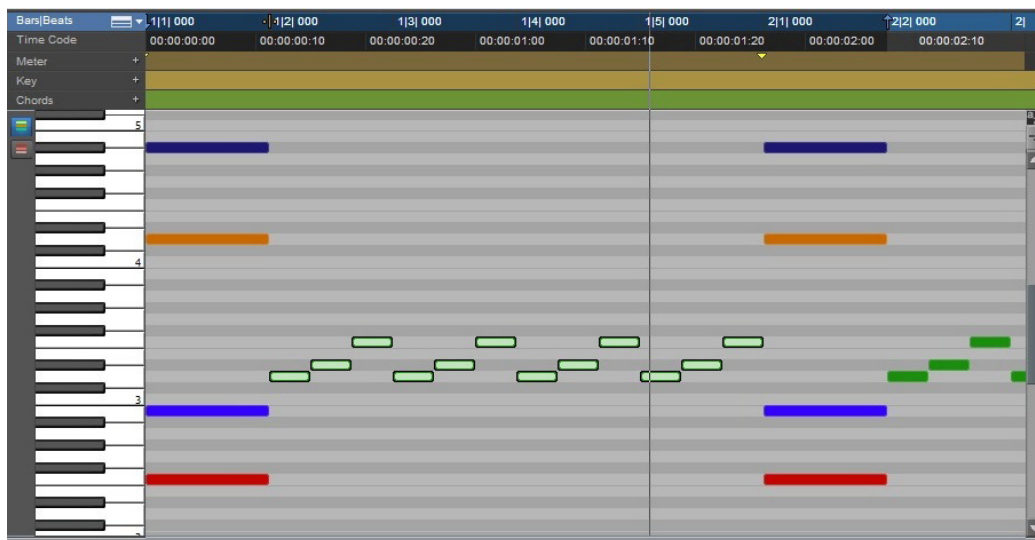 Bars|Beats 1|1| 000 1|2| 000 1|3| 000 1|4| 000 1|5| 000 2|1| 000 2|2| 000 2|
Time Code 00:00:00:00 00:00:00:10 00:00:00:20 00:00:01:00 00:00:01:10 00:00:01:20 00:00:02:00 00:00:02:10
Meter +
Key +
Chords +
5
4
3